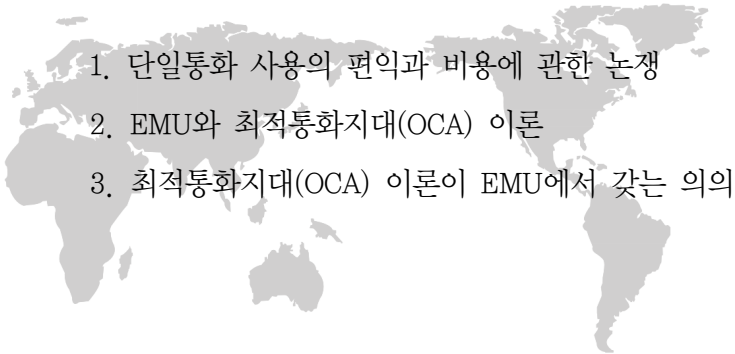 1. 단일통화 사용의 편익과 비용에 관한 논쟁
2. EMU와 최적통화지대(OCA) 이론
3. 최적통화지대(OCA) 이론이 EMU에서 갖는 의의